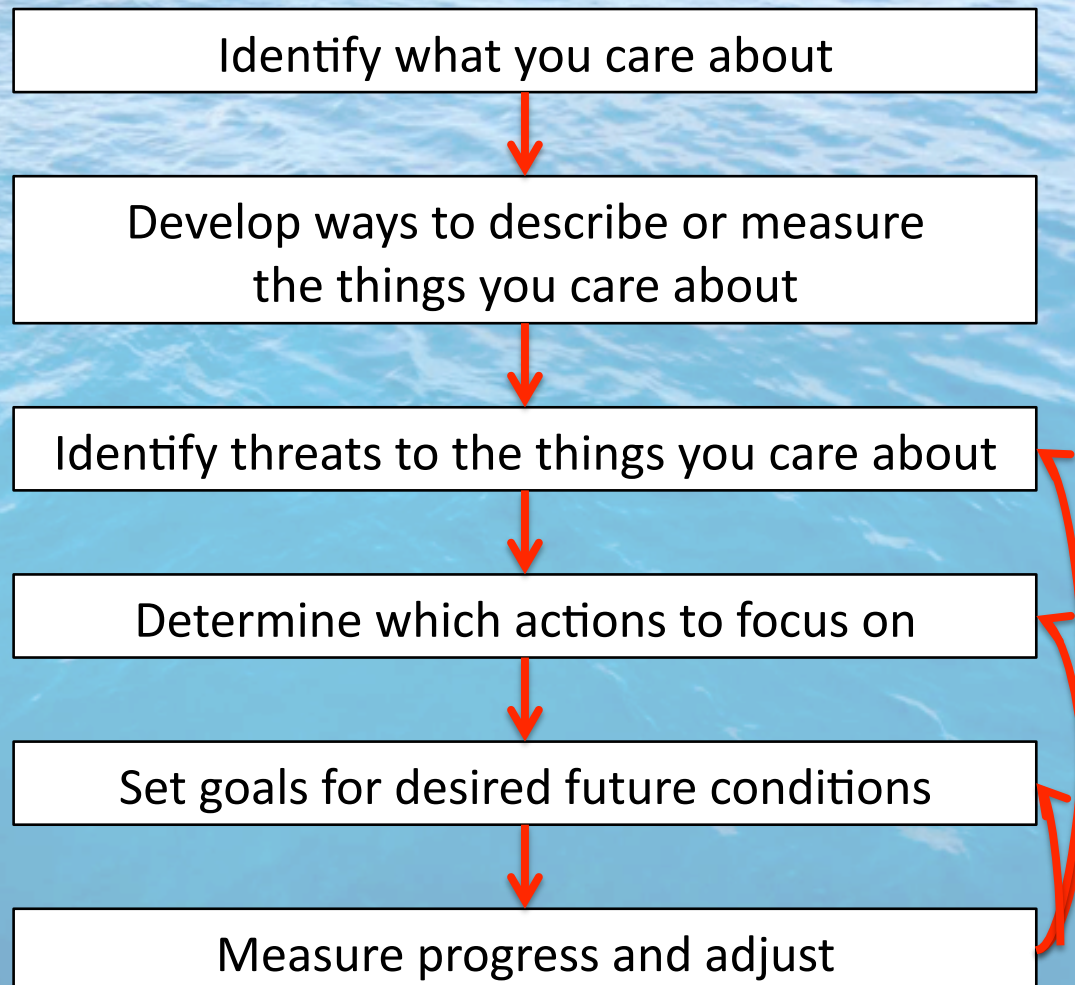 Identify what you care about
Develop ways to describe or measure
the things you care about
Identify threats to the things you care about
Determine which actions to focus on
Set goals for desired future conditions
Measure progress and adjust